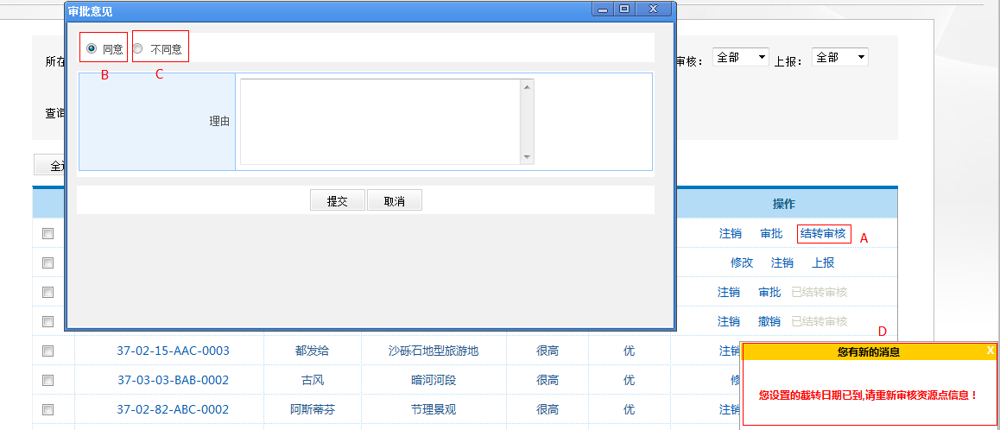 审批意见
同意 不同意
B C
理由
提交 取消
所在
审核： 全部 上报： 全部
查询
操作
注销 审批 结转审核 A
修改 注销 上报
注销 审批 已结转审核
注销 撤销 已结转审核
D
37-02-15-AAC-0003 都发给 沙砾石地型旅游地 很高 优 注销
37-03-03-BAB-0002 古风 暗河河段 很高 优
37-02-82-ABC-0002 阿斯蒂芬 节理景观 很高 优 注销
您有新的消息 X
您设置的截转日期已到,请重新审核资源点信息！